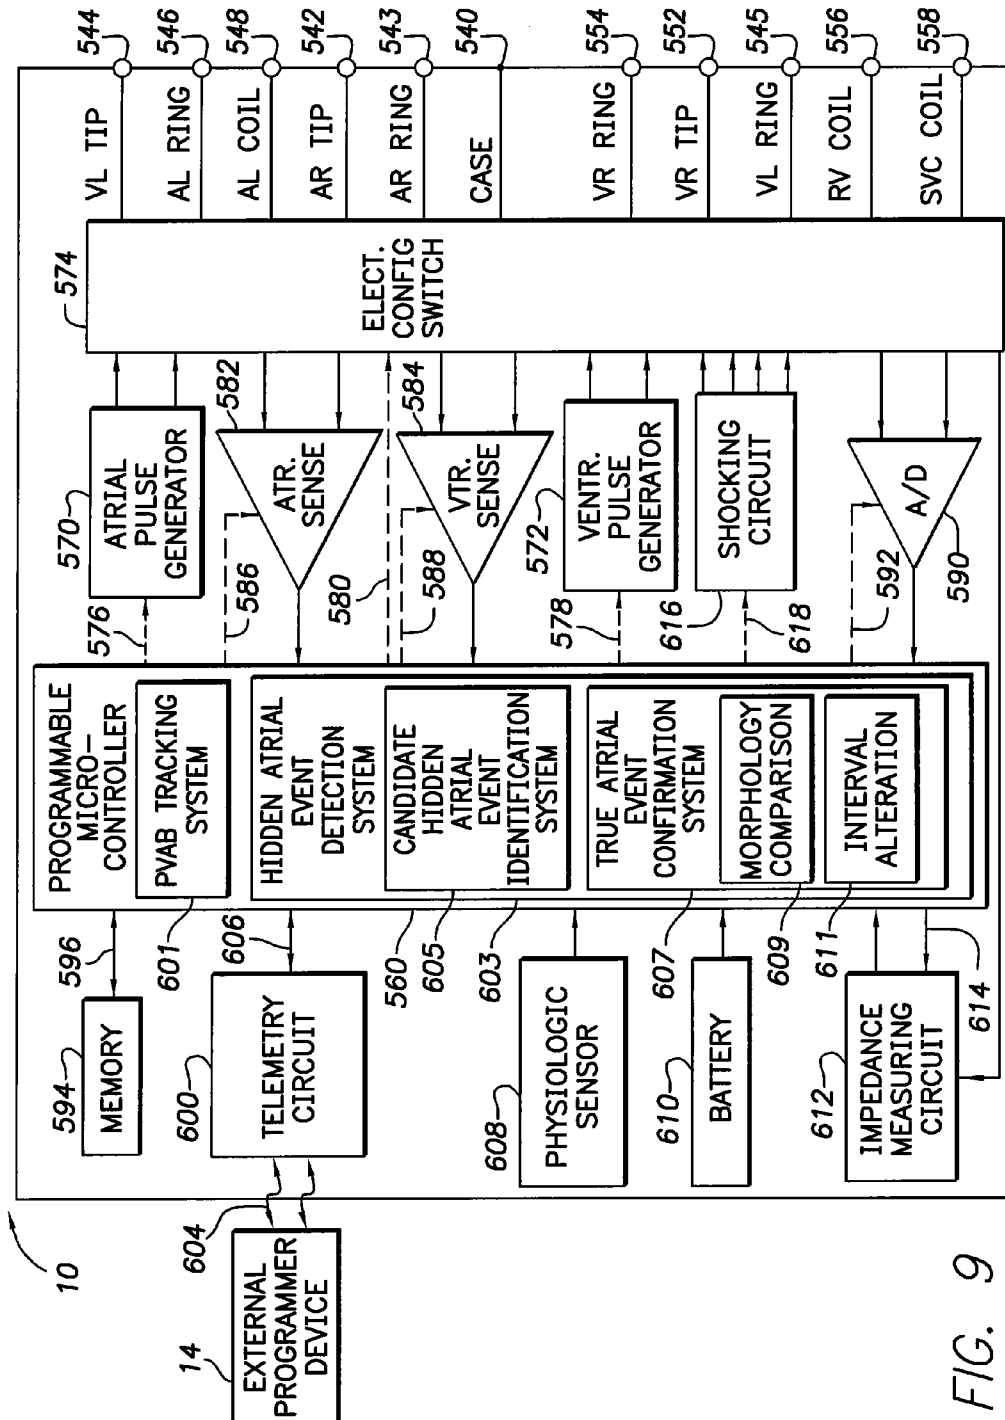 10
14
EXTERNAL
PROGRAMMER
DEVICE
604
594
MEMORY
596
600
TELEMETRY
CIRCUIT
606
608
PHYSIOLOGIC
SENSOR
610
BATTERY
612
IMPEDANCE
MEASURING
CIRCUIT
614
PROGRAMMABLE
MICRO-
CONTROLLER
PVAB TRACKING
SYSTEM
601
HIDDEN ATRIAL
EVENT
DETECTION
SYSTEM
CANDIDATE
HIDDEN
ATRIAL
EVENT
IDENTIFICATION
SYSTEM
560
605
603
TRUE ATRIAL
EVENT
CONFIRMATION
SYSTEM
607
MORPHOLOGY
COMPARISON
609
INTERVAL
ALTERATION
611
570
ATRIAL
PULSE
GENERATOR
576
582
ATR.
SENSE
586
580
584
VTR.
SENSE
588
572
VENTR.
PULSE
GENERATOR
578
SHOCKING
CIRCUIT
616
618
A/D
592
590
574
ELECT.
CONFIG
SWITCH
VL TIP
544
AL RING
546
AL COIL
548
AR TIP
542
AR RING
543
CASE
540
VR RING
554
VR TIP
552
VL RING
545
RV COIL
556
SVC COIL
558
FIG. 9